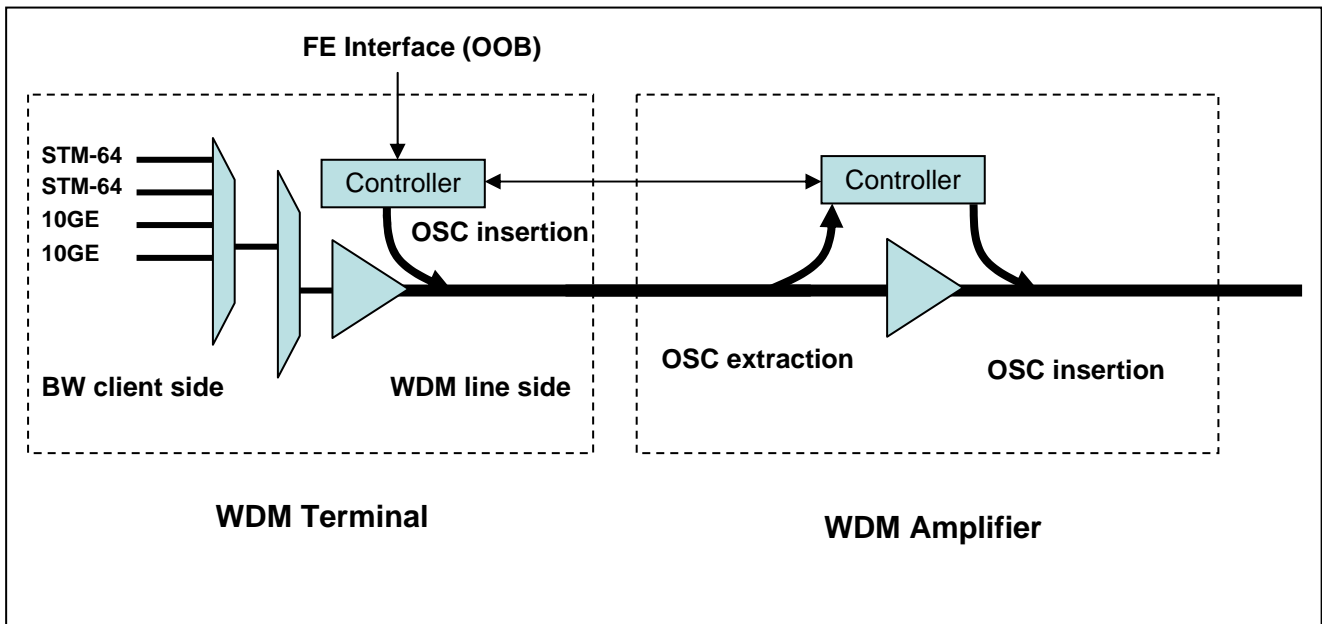 FE Interface (OOB)
STM-64
STM-64
10GE
10GE
Controller
OSC insertion
Controller
BW client side
WDM line side
OSC extraction
OSC insertion
WDM Terminal
WDM Amplifier